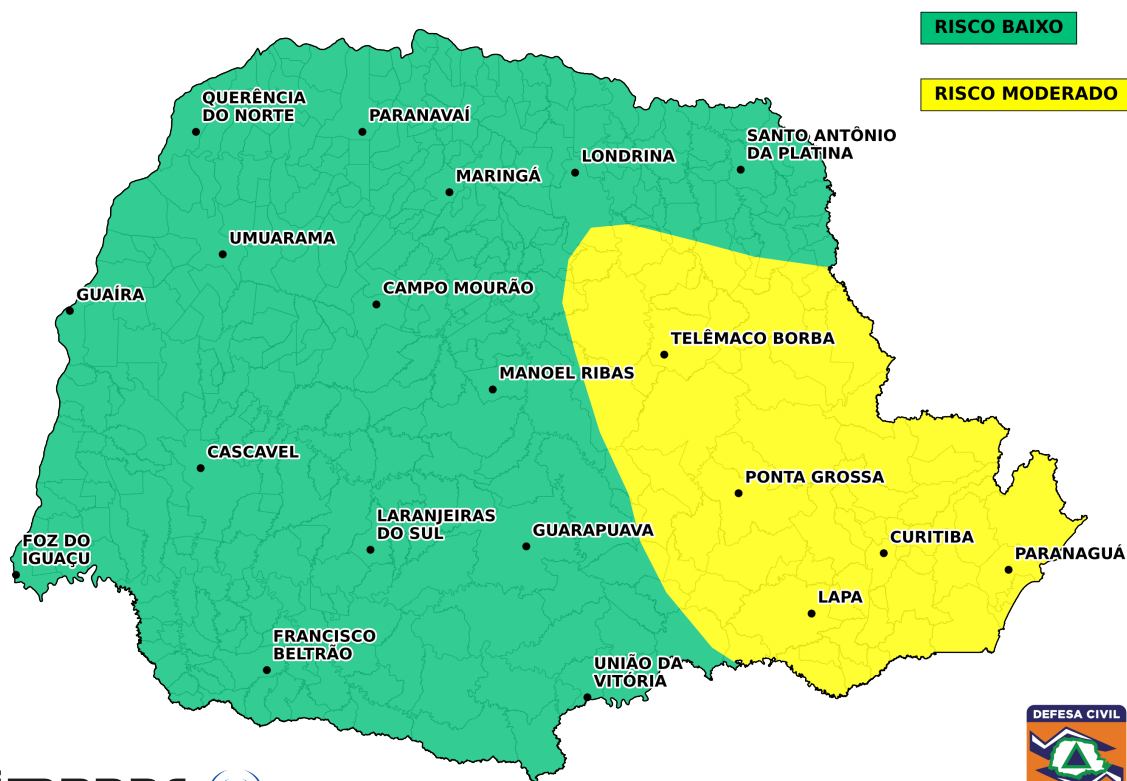 RISCO BAIXO
RISCO MODERADO
QUERÊNCIA
DO NORTE
PARANAVAÍ
SANTO ANTÔNIO
DA PLATINA
LONDRINA
MARINGÁ
UMUARAMA
CAMPO MOURÃO
GUAÍRA
TELÊMACO BORBA
MANOEL RIBAS
CASCAVEL
PONTA GROSSA
LARANJEIRAS
DO SUL
GUARAPUAVA
CURITIBA
FOZ DO
IGUAÇU
PARANAGUÁ
LAPA
FRANCISCO
BELTRÃO
UNIÃO DA
VITÓRIA
DEFESA CIVIL